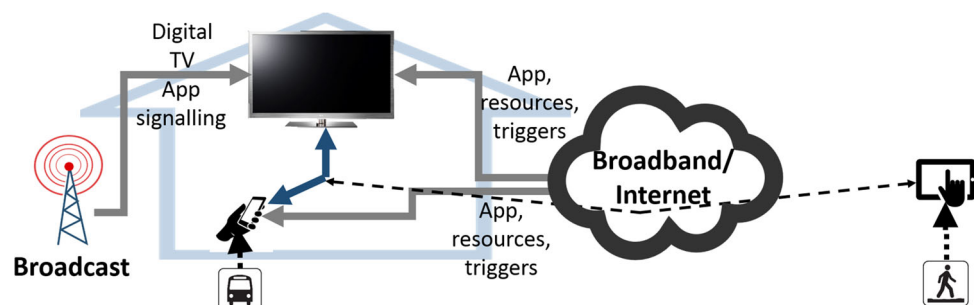 Digital
TV
App
signalling
App,
resources,
triggers
Broadband/
Internet
App,
resources,
triggers
Broadcast